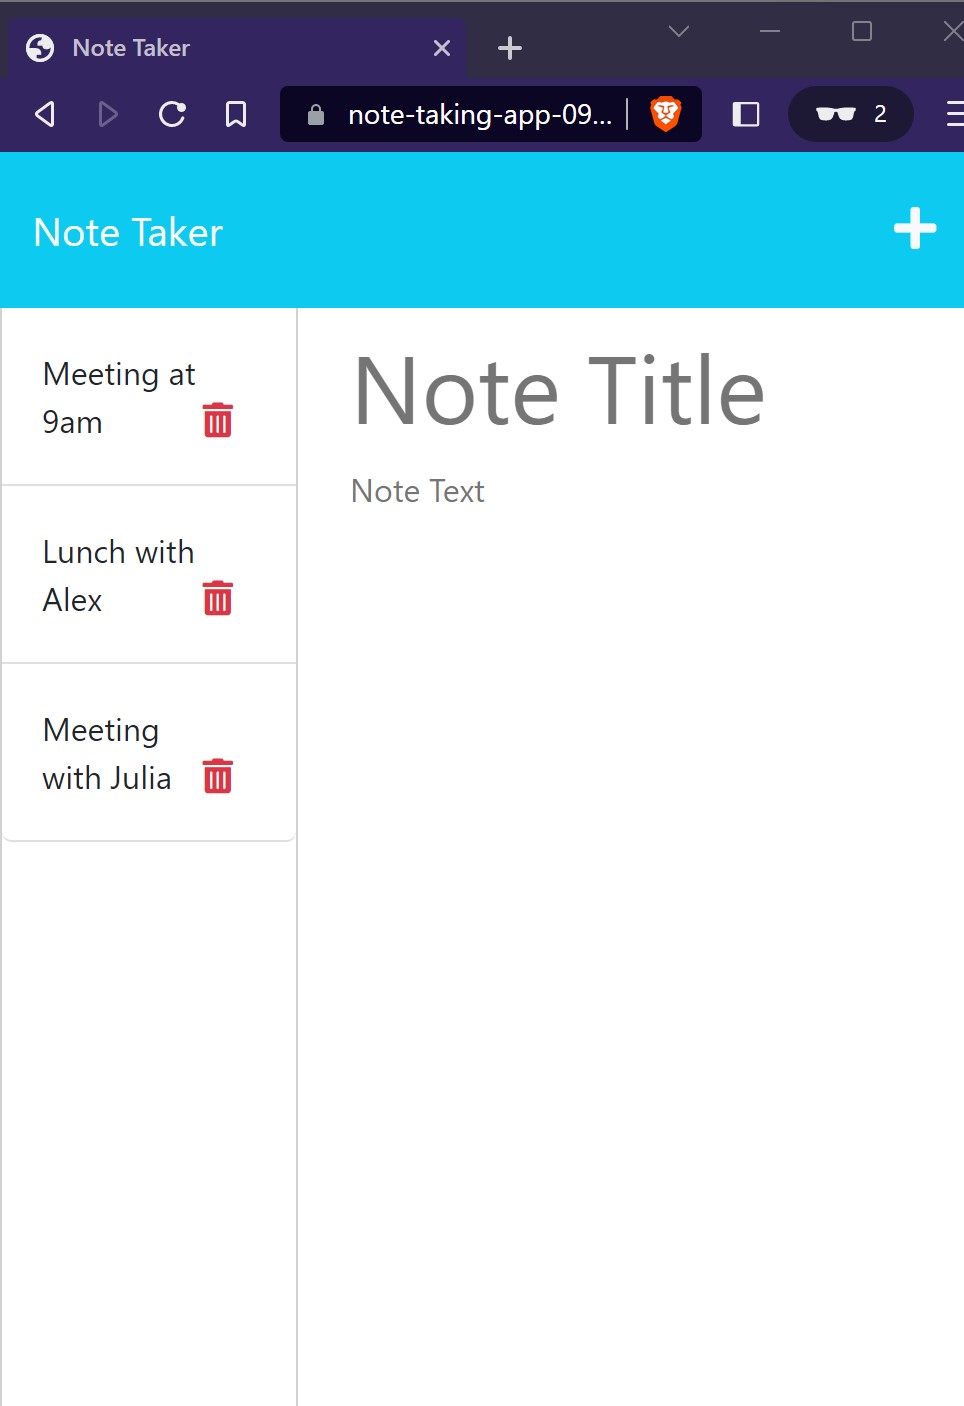 Note Taker
note-taking-app-09...
2
Note Taker
Meeting at
9am
Lunch with
Alex
Meeting
with Julia
Note Title
Note Text